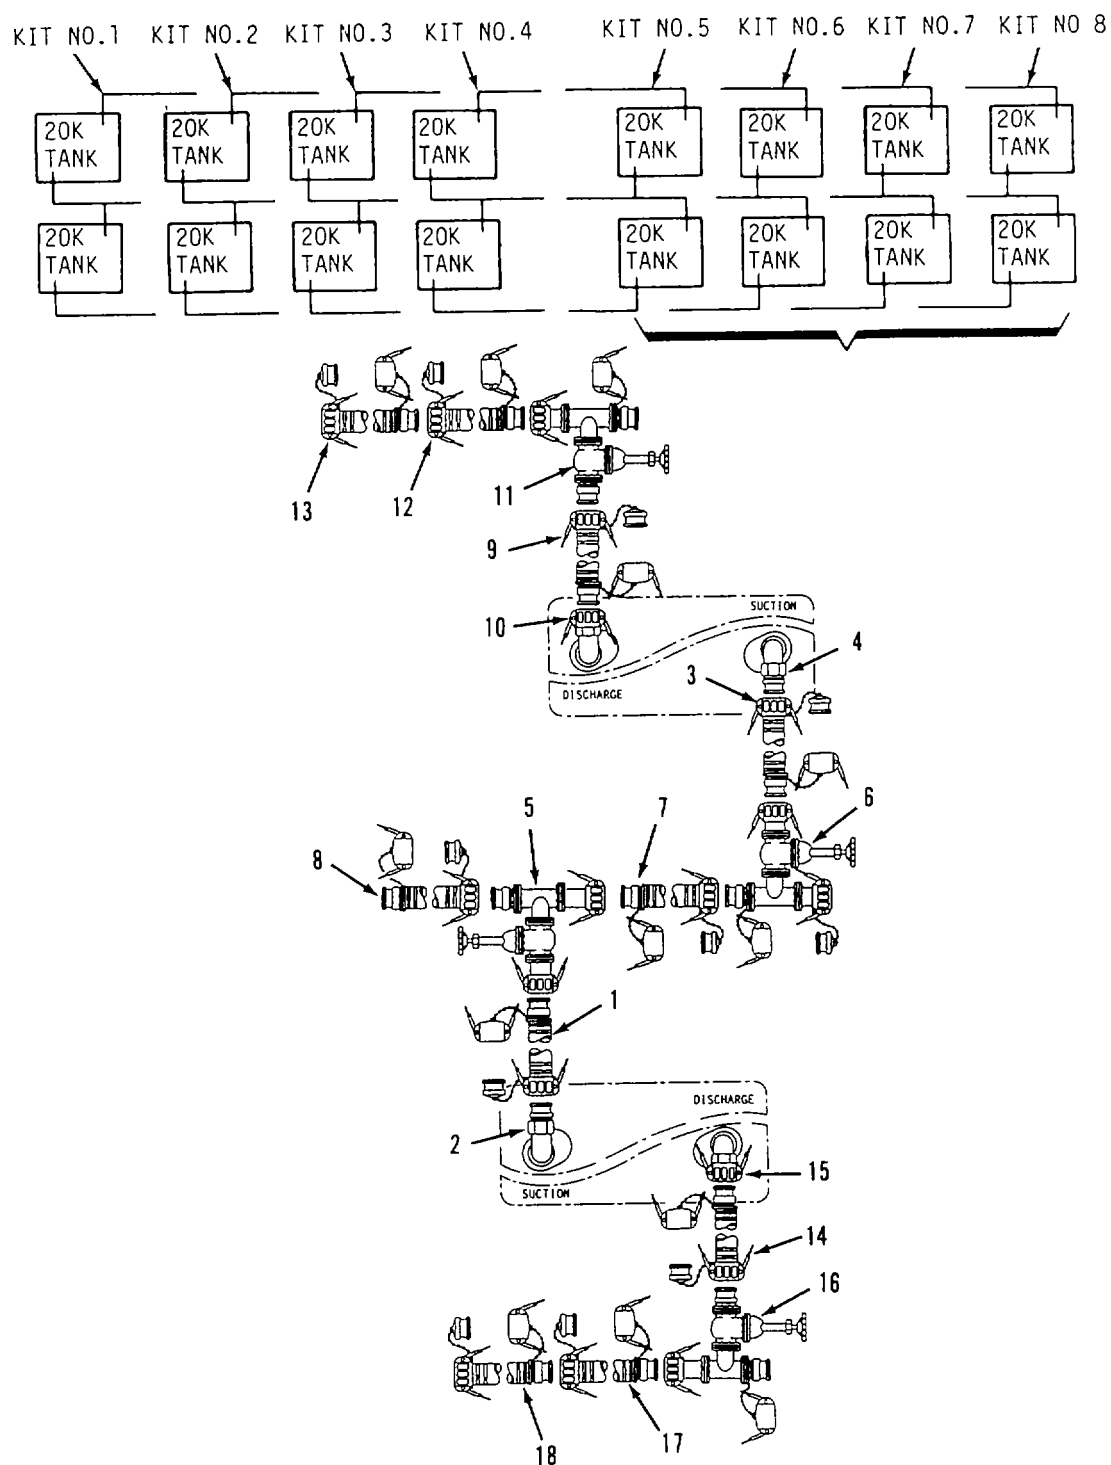 KIT NO.1 KIT NO.2 KIT NO.3 KIT NO.4 KIT NO.5 KIT NO.6 KIT NO.7 KIT NO 8
20K 20K 20K 20K 20K 20K 20K 20K
TANK TANK TANK TANK TANK TANK TANK TANK
20K 20K 20K 20K 20K 20K 20K 20K
TANK TANK TANK TANK TANK TANK TANK TANK
13 12 11
9
SUCTION
10
4
3
DISCHARGE
6
5 7
8
1
DISCHARGE
2
15
SUCTION
14
16
17
18